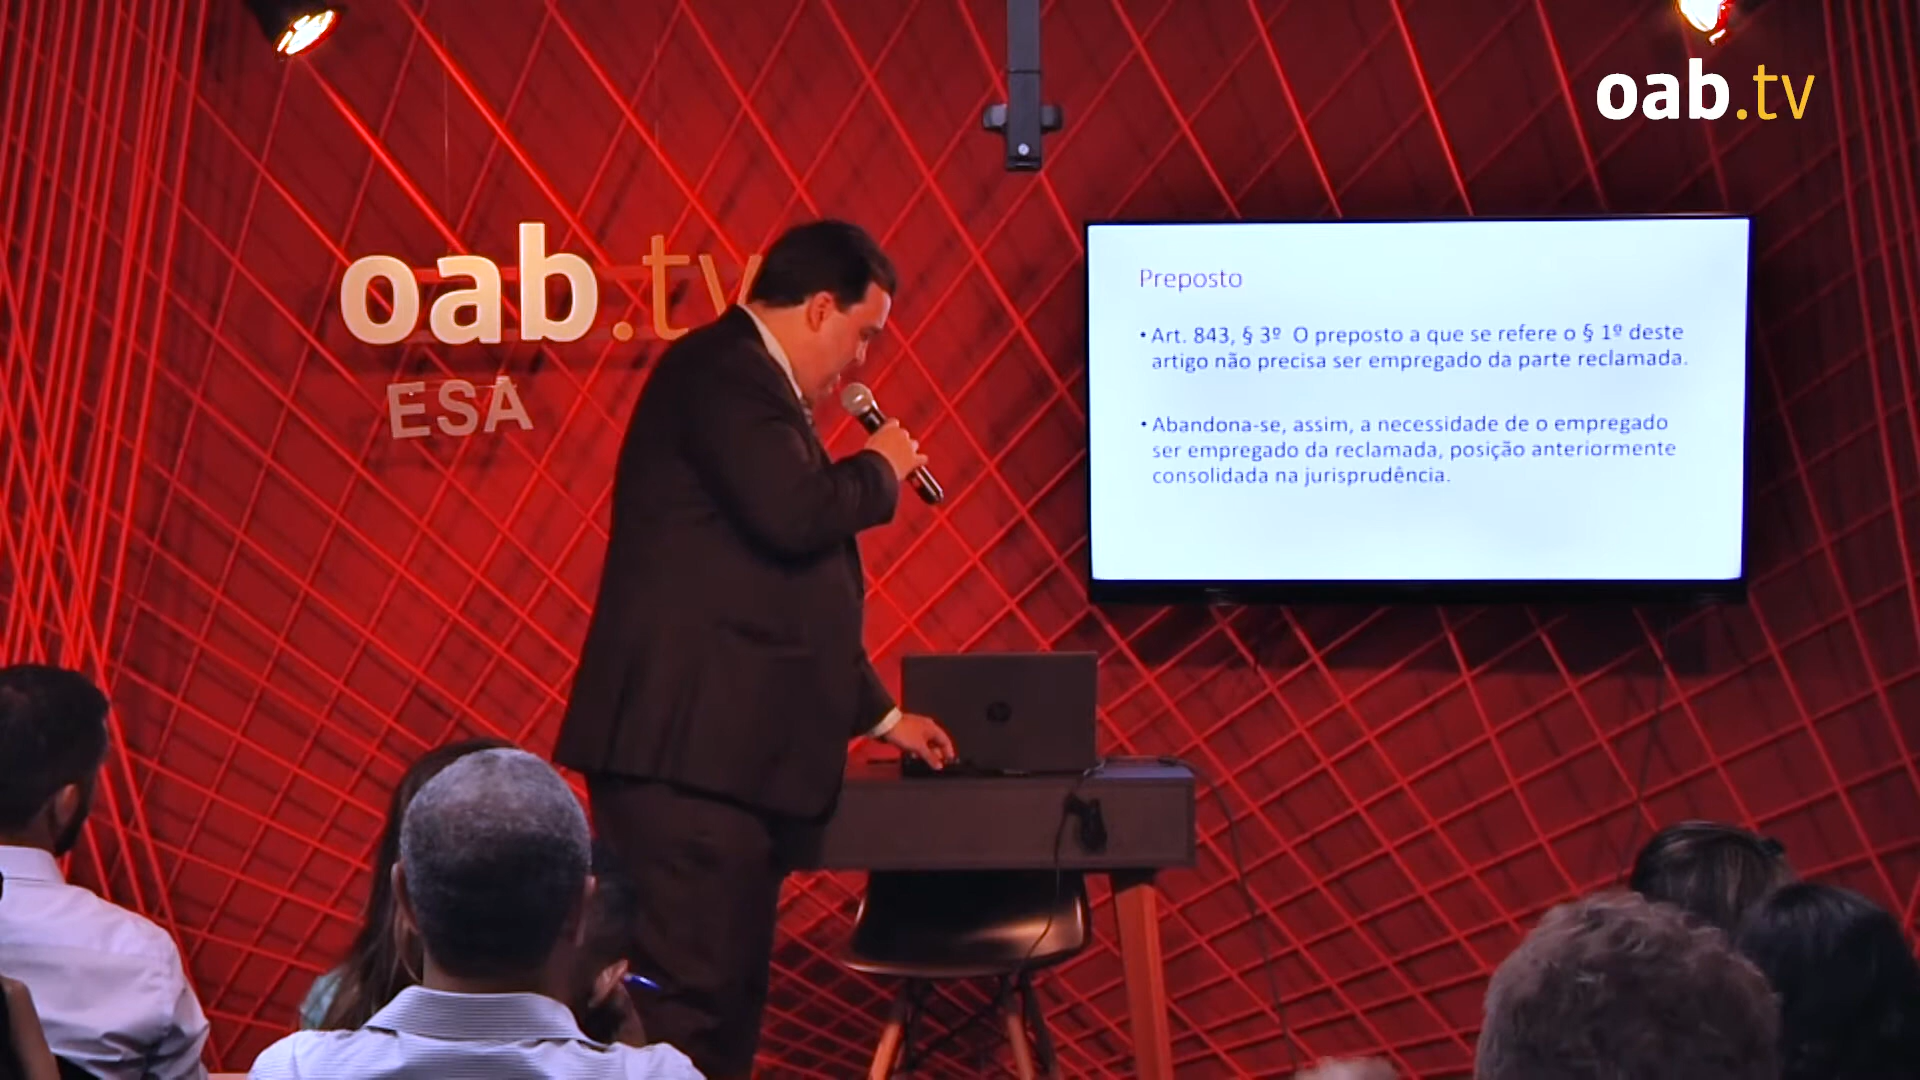 oab.tv
oab.tv
ESA
Preposto
• Art. 843, § 3º O preposto a que se refere o § 1º deste
artigo não precisa ser empregado da parte reclamada.
• Abandona-se, assim, a necessidade de o empregado
ser empregado da reclamada, posição anteriormente
consolidada na jurisprudência.